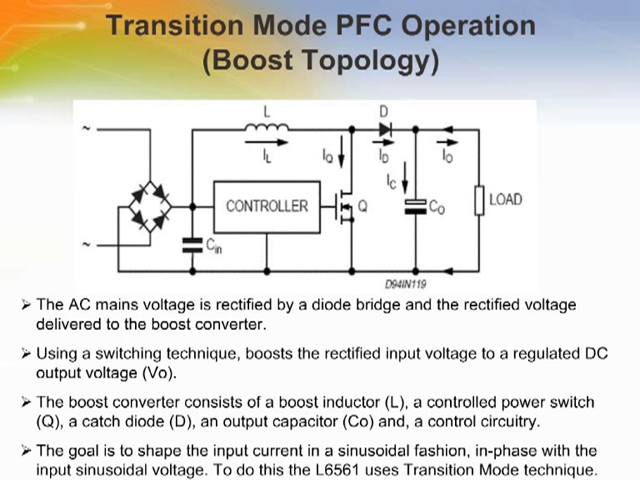 Transition Mode PFC Operation
(Boost Topology)
~
L
D
IL
IQ
ID
IO
IC
CONTROLLER
Q
CO
LOAD
~
Cin
D94IN119
➢ The AC mains voltage is rectified by a diode bridge and the rectified voltage
delivered to the boost converter.
➢ Using a switching technique, boosts the rectified input voltage to a regulated DC
output voltage (Vo).
➢ The boost converter consists of a boost inductor (L), a controlled power switch
(Q), a catch diode (D), an output capacitor (Co) and, a control circuitry.
➢ The goal is to shape the input current in a sinusoidal fashion, in-phase with the
input sinusoidal voltage. To do this the L6561 uses Transition Mode technique.